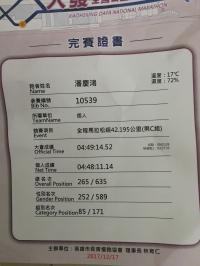 KAOHSIUNG DAFA NATIONAL MARATHON
完賽證書
跑者姓名 潘慶鴻
Name
溫度：17℃
濕度：72%
參賽編號 10539
Bib No.
所屬單位 個人
TeamName
競賽項目 全程馬拉松組42.195公里(男C組)
Event
大會成績 04:49:14.52
Official Time
個人成績 04:48:11.14
Net Time
總名次 265 / 635
Overall Position
性別名次 252 / 589
Gender Position
組別名次 85 / 171
Category Position
2017/12/17